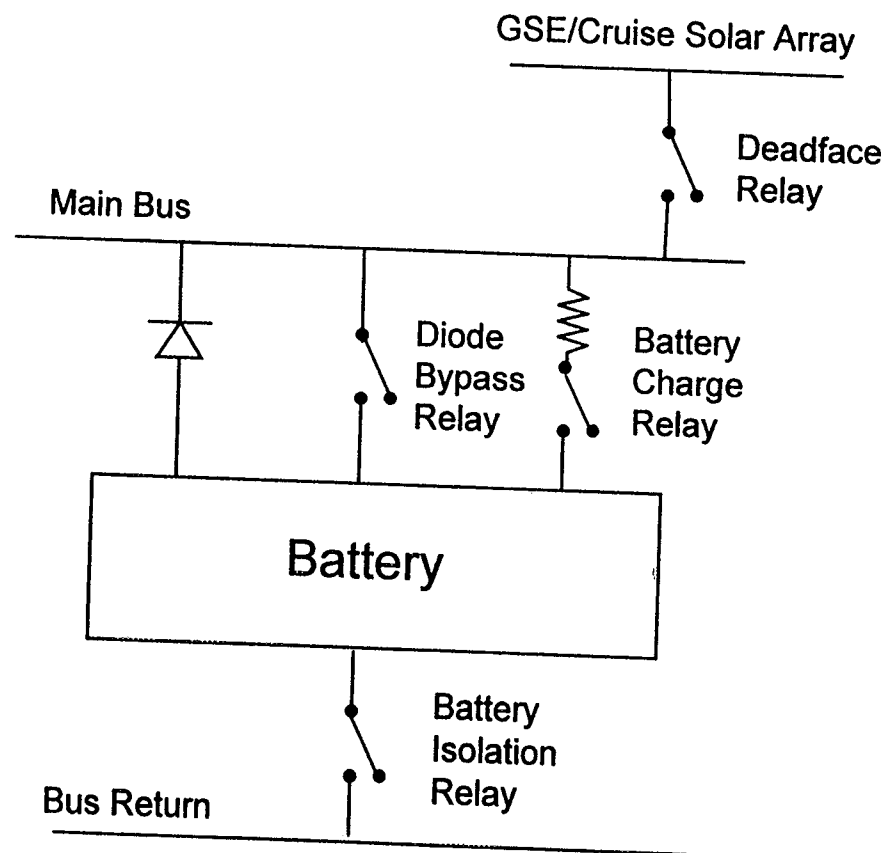 GSE/Cruise Solar Array
Deadface
Relay
Main Bus
Diode
Bypass
Relay
Battery
Charge
Relay
Battery
Battery
Isolation
Relay
Bus Return